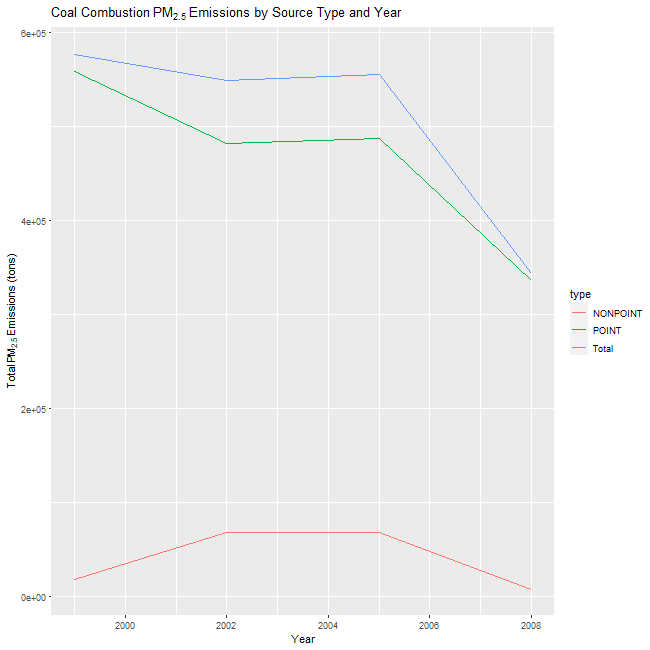 Coal Combustion PM2.5 Emissions by Source Type and Year
6e+05
4e+05
2e+05
0e+00
Total PM2.5 Emissions (tons)
2000 2002 2004 2006 2008
Year
type
NONPOINT
POINT
Total